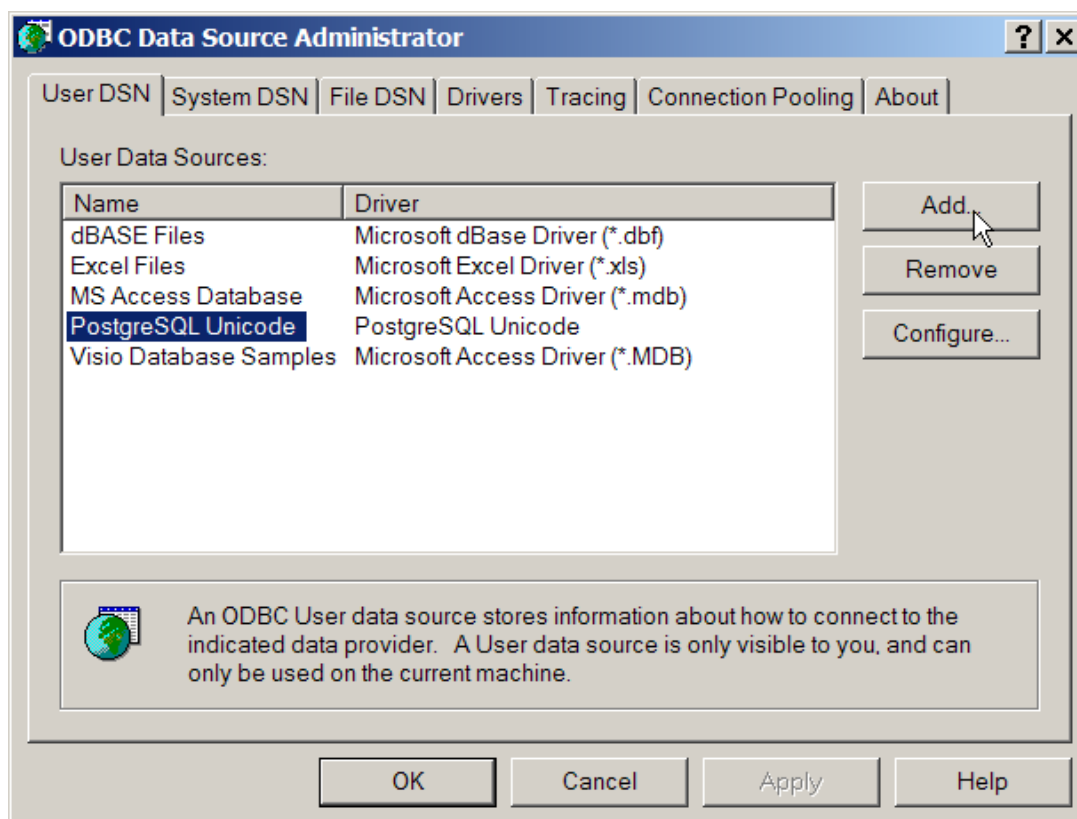 ODBC Data Source Administrator
User DSN System DSN File DSN Drivers Tracing Connection Pooling About
User Data Sources:
Name Driver
dBASE Files Microsoft dBase Driver (*.dbf)
Excel Files Microsoft Excel Driver (*.xls)
MS Access Database Microsoft Access Driver (*.mdb)
PostgreSQL Unicode PostgreSQL Unicode
Visio Database Samples Microsoft Access Driver (*.MDB)
Add...
Remove
Configure...
An ODBC User data source stores information about how to connect to the
indicated data provider. A User data source is only visible to you, and can
only be used on the current machine.
OK Cancel Apply Help